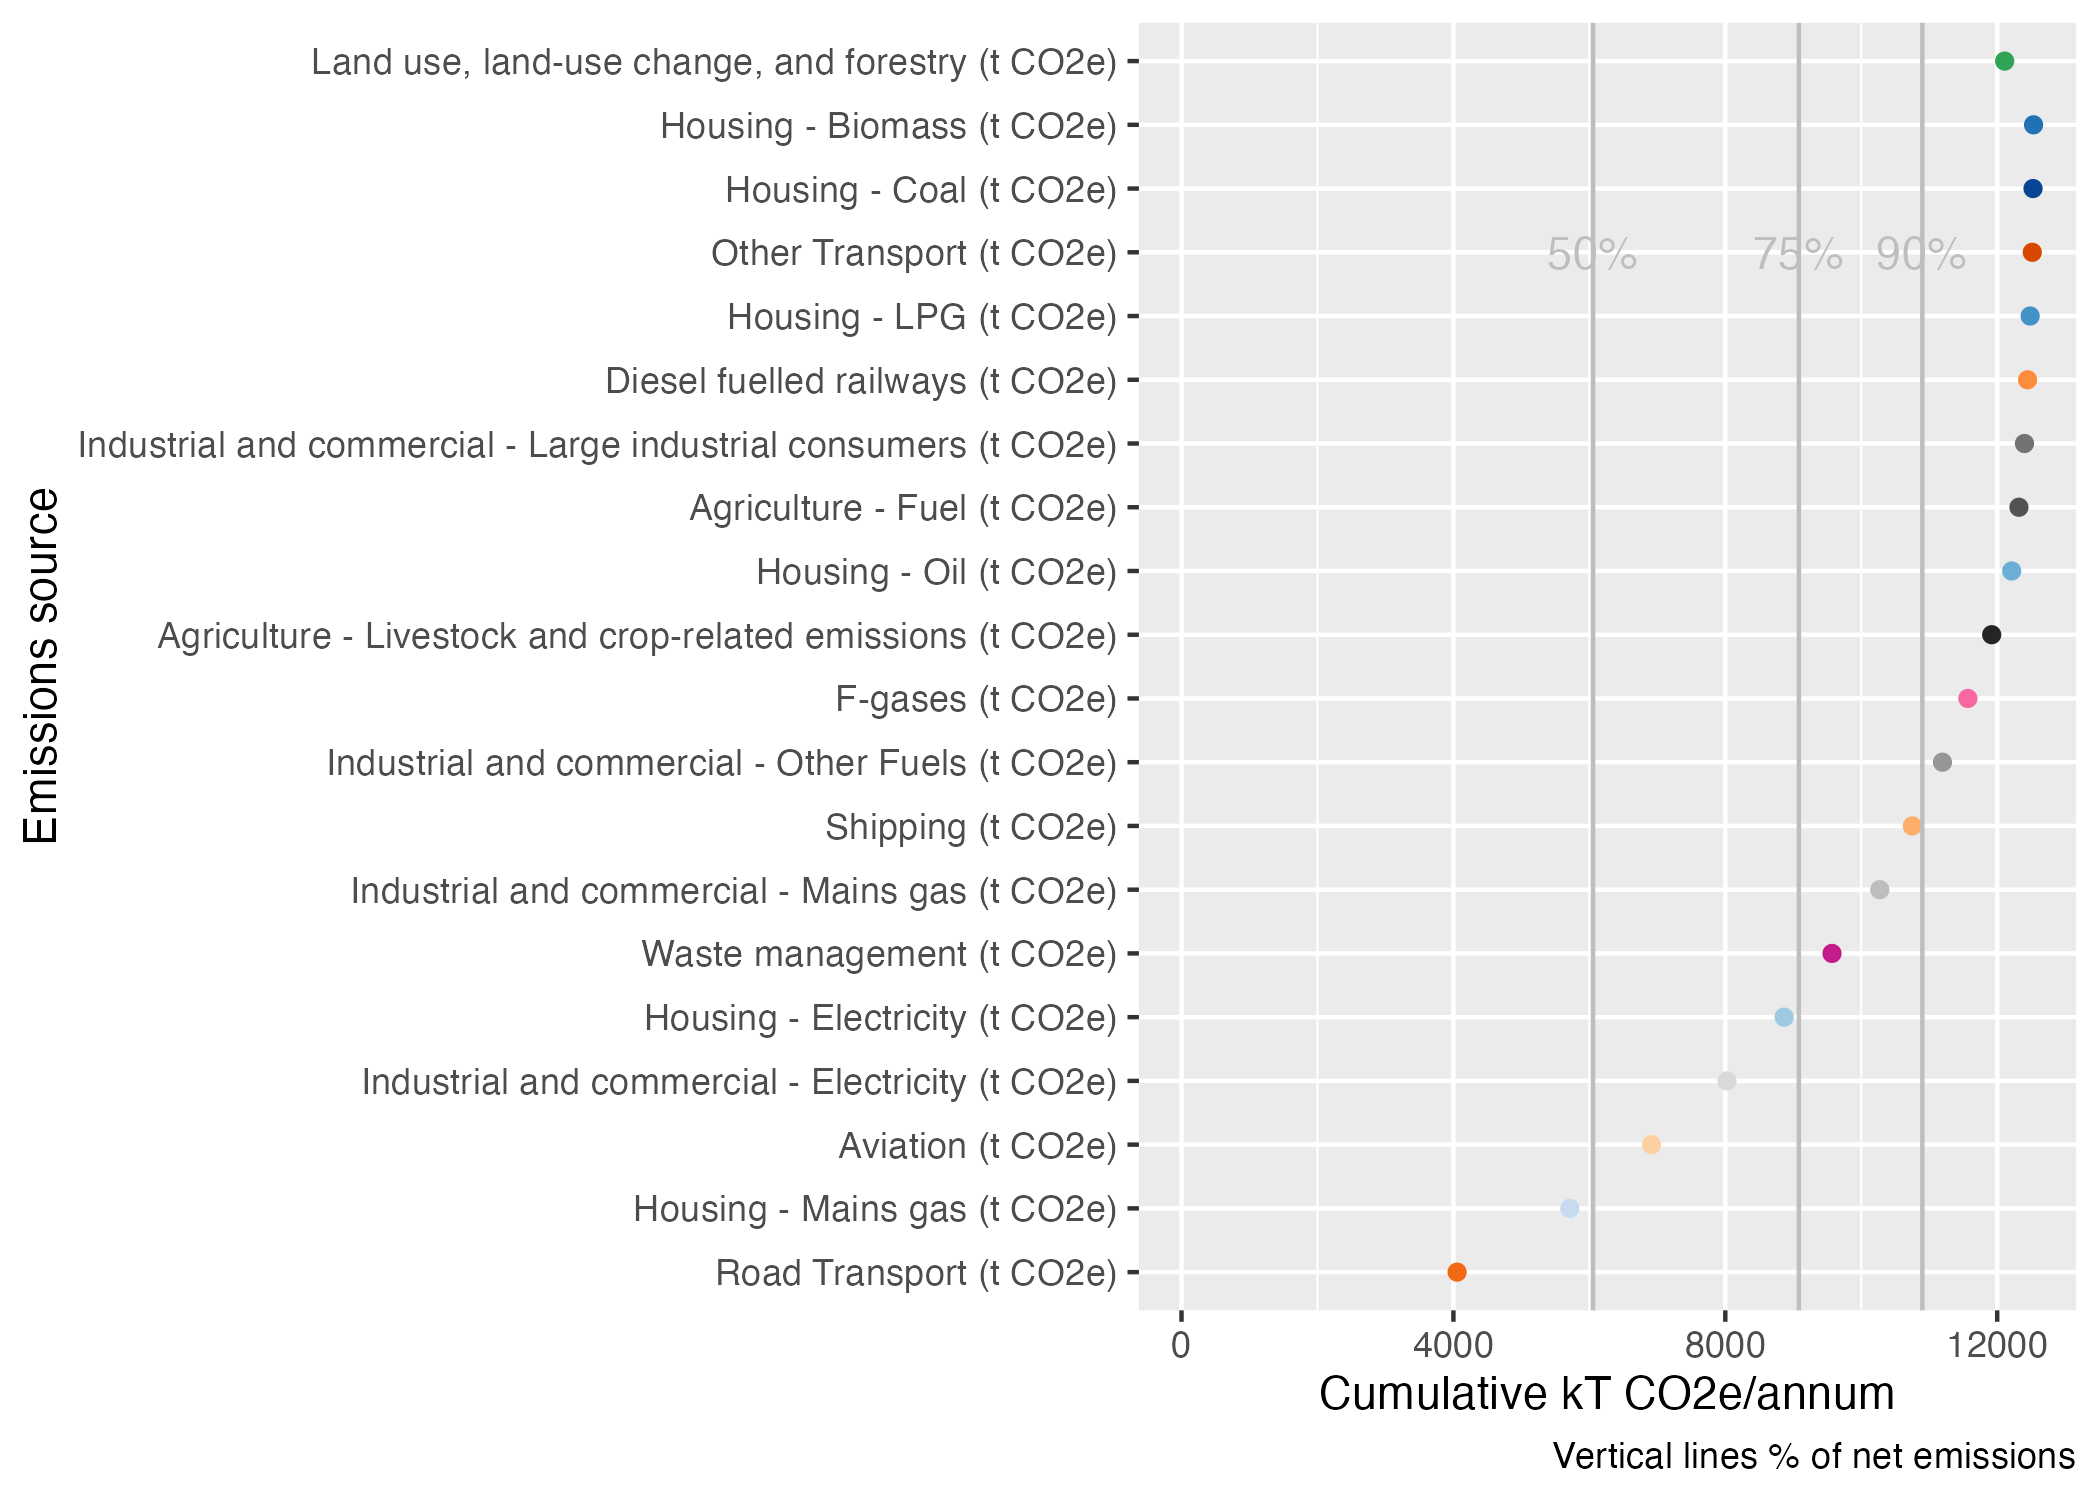 Emissions source
Land use, land-use change, and forestry (t CO2e)
Housing - Biomass (t CO2e)
Housing - Coal (t CO2e)
Other Transport (t CO2e)
50% 75% 90%
Housing - LPG (t CO2e)
Diesel fuelled railways (t CO2e)
Industrial and commercial - Large industrial consumers (t CO2e)
Agriculture - Fuel (t CO2e)
Housing - Oil (t CO2e)
Agriculture - Livestock and crop-related emissions (t CO2e)
F-gases (t CO2e)
Industrial and commercial - Other Fuels (t CO2e)
Shipping (t CO2e)
Industrial and commercial - Mains gas (t CO2e)
Waste management (t CO2e)
Housing - Electricity (t CO2e)
Industrial and commercial - Electricity (t CO2e)
Aviation (t CO2e)
Housing - Mains gas (t CO2e)
Road Transport (t CO2e)
0 4000 8000 12000
Cumulative kT CO2e/annum
Vertical lines % of net emissions